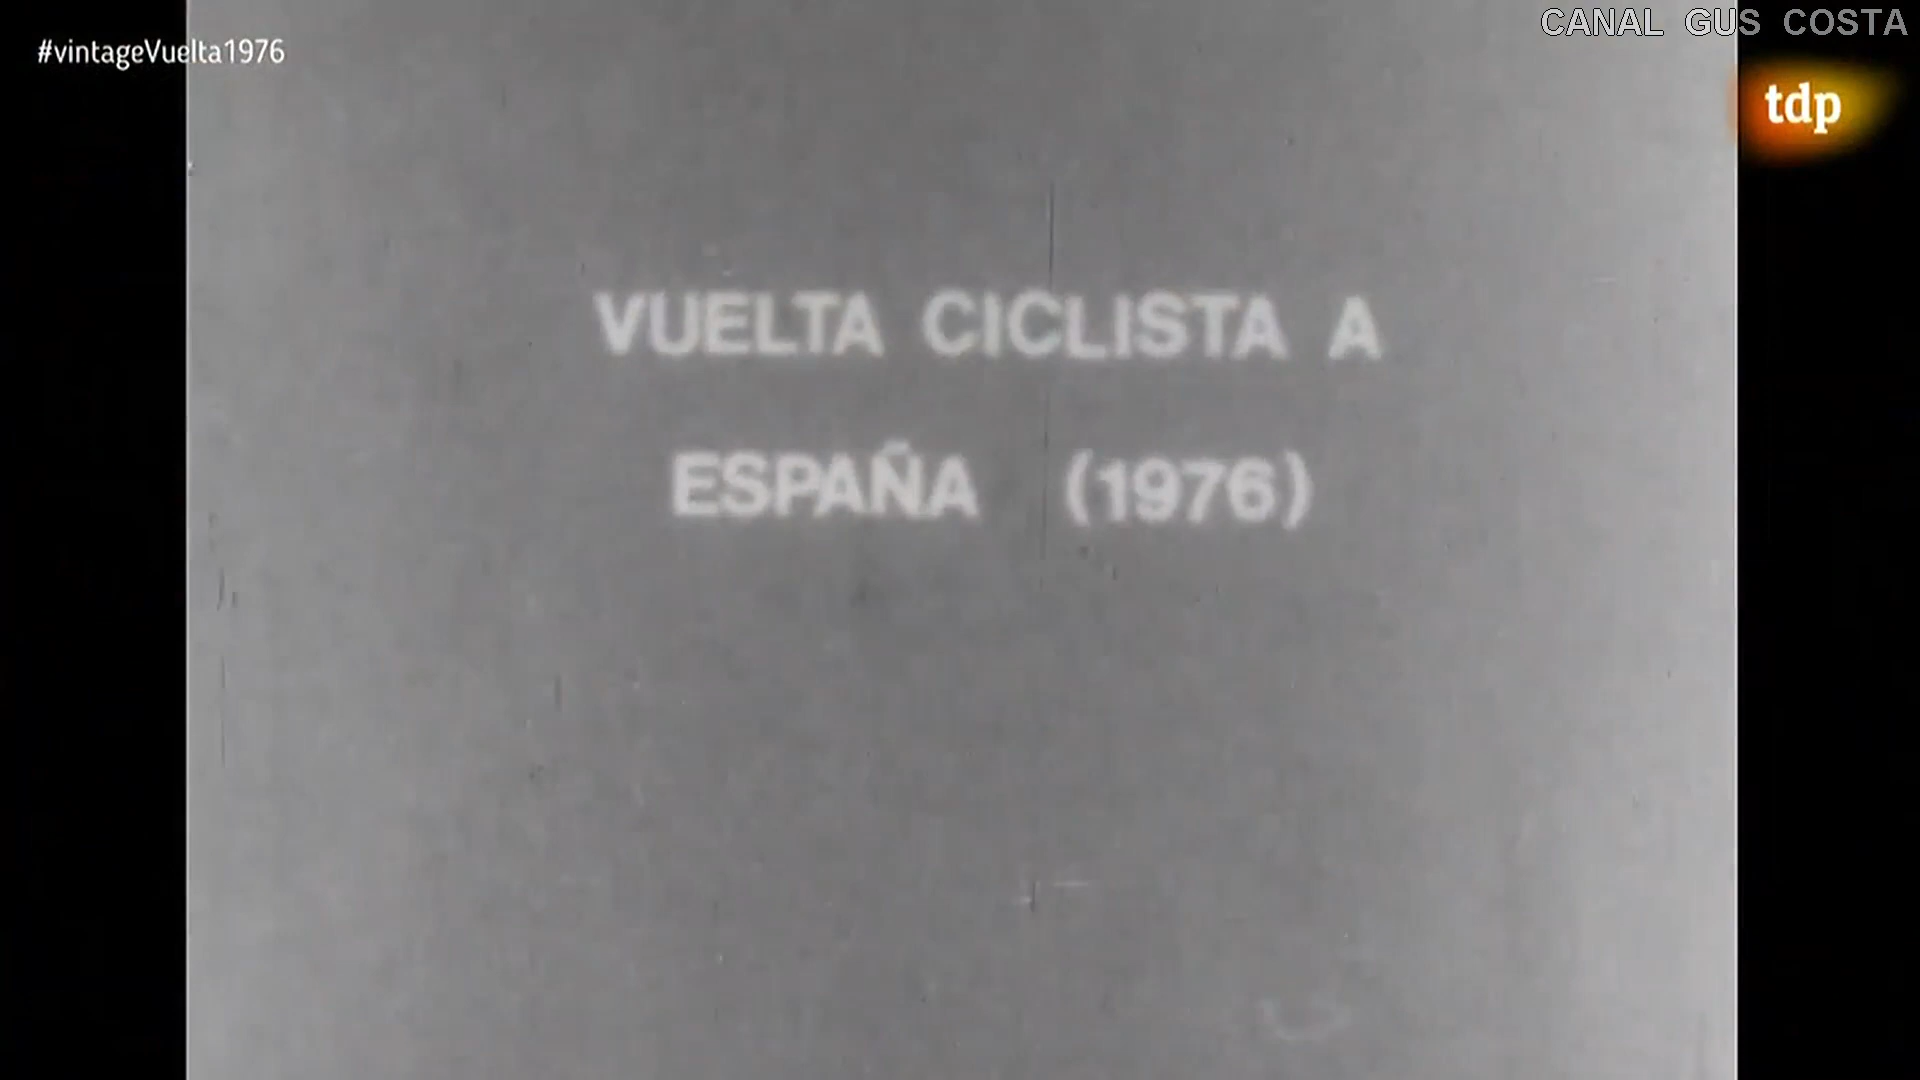 CANAL GUS COSTA
#vintageVuelta1976
tdp
VUELTA CICLISTA A
ESPAÑA (1976)